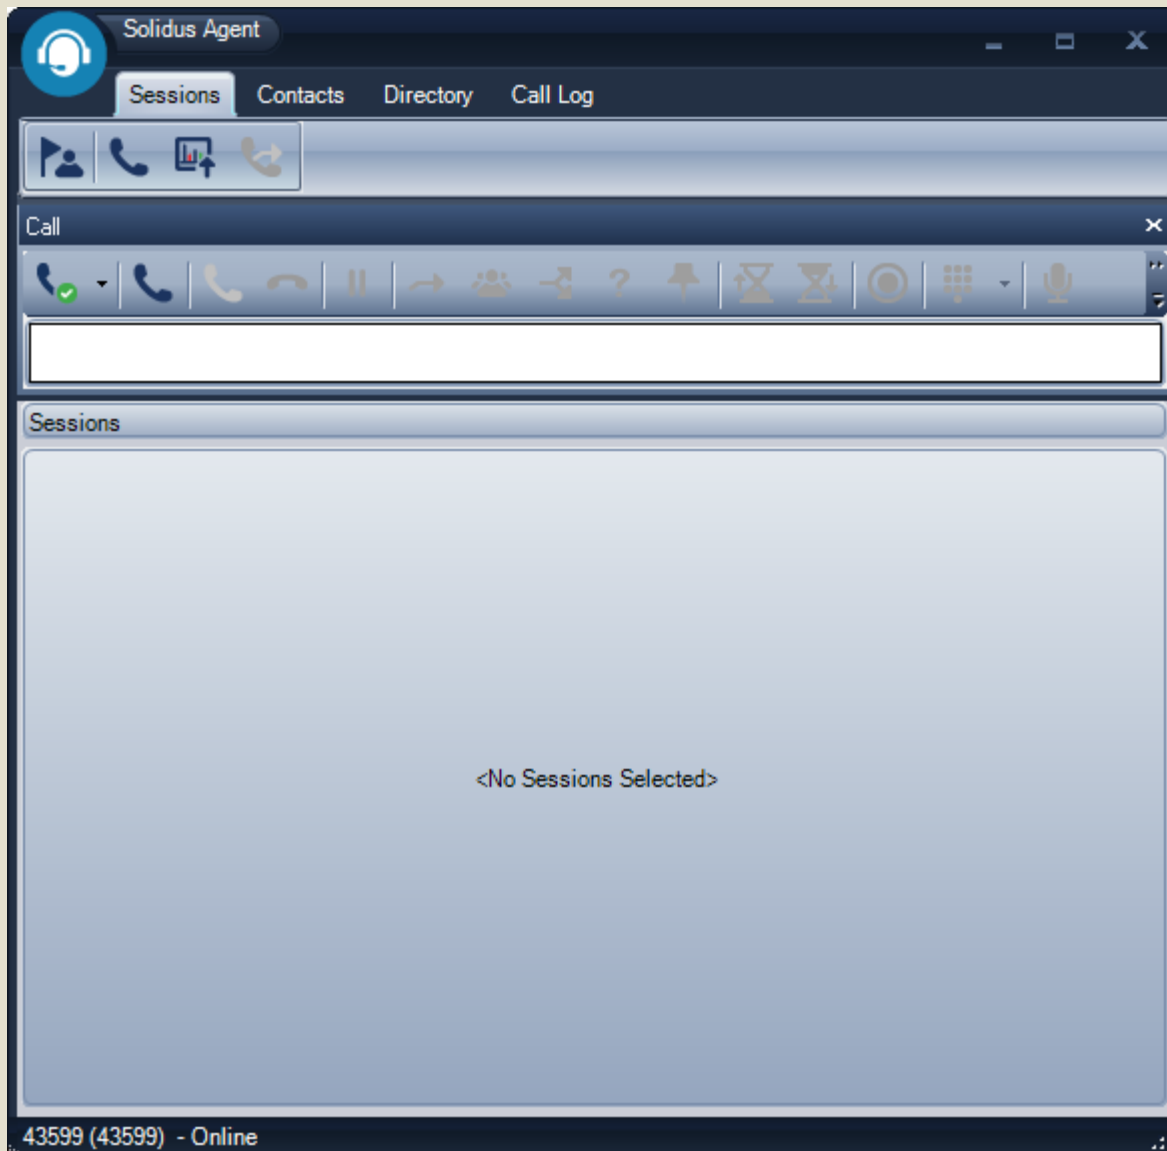 Solidus Agent
Sessions Contacts Directory Call Log
Call
Sessions
<No Sessions Selected>
43599 (43599) - Online